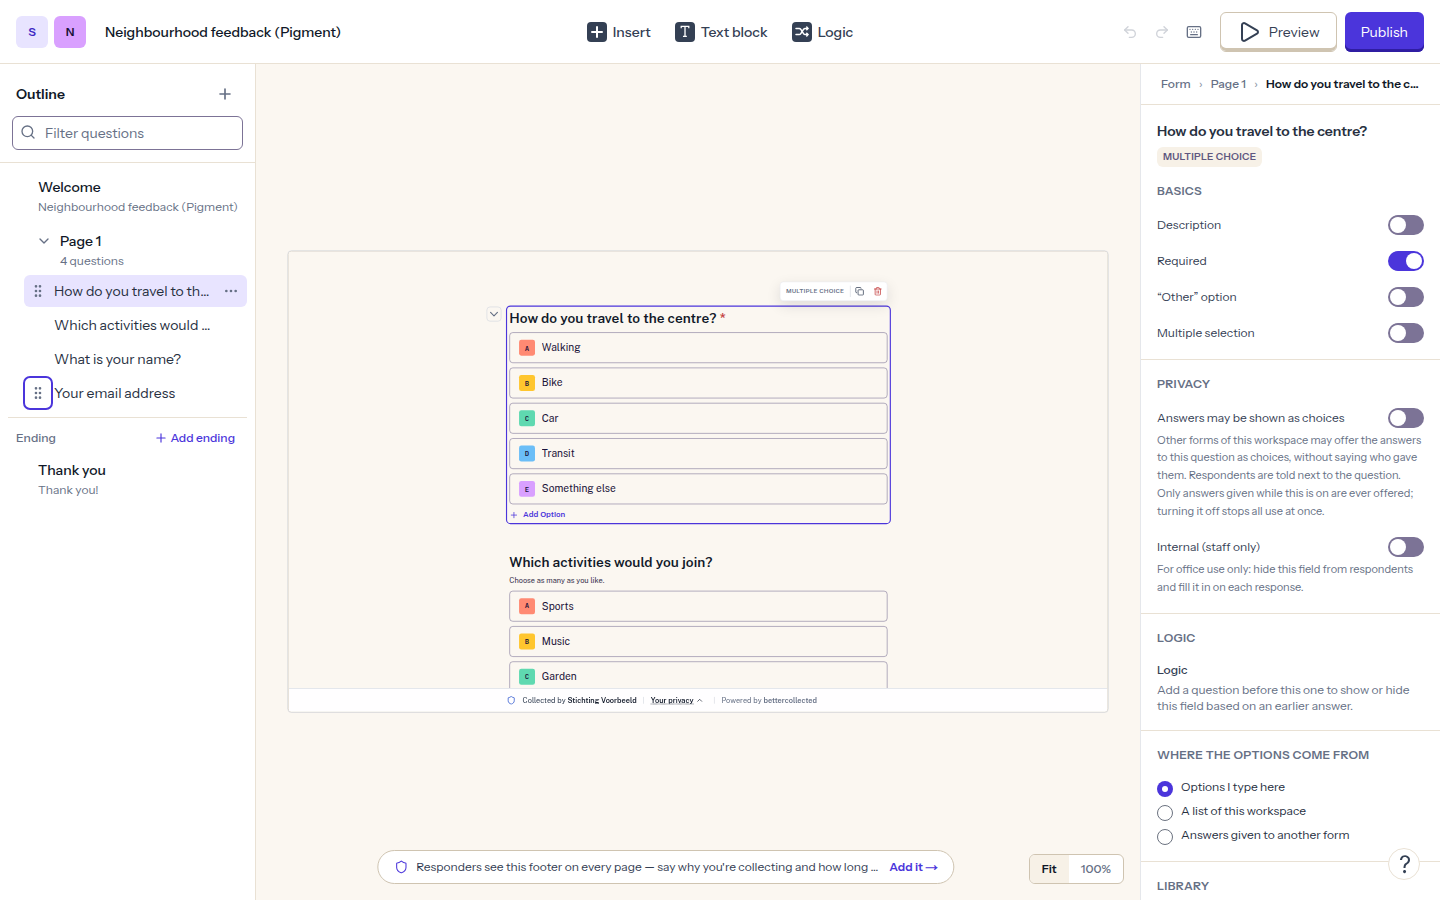 S N Neighbourhood feedback (Pigment)
Insert Text block Logic
Preview Publish
Outline
Filter questions
Welcome
Neighbourhood feedback (Pigment)
Page 1
4 questions
How do you travel to th...
Which activities would ...
What is your name?
Your email address
Ending Add ending
Thank you
Thank you!
MULTIPLE CHOICE
How do you travel to the centre? *
A Walking
B Bike
C Car
D Transit
E Something else
Add Option
Which activities would you join?
Choose as many as you like.
A Sports
B Music
C Garden
Collected by Stichting Voorbeeld Your privacy Powered by bettercollected
Responders see this footer on every page — say why you're collecting and how long ... Add it →
Fit 100%
Form › Page 1 › How do you travel to the c...
How do you travel to the centre?
MULTIPLE CHOICE
BASICS
Description
Required
“Other” option
Multiple selection
PRIVACY
Answers may be shown as choices
Other forms of this workspace may offer the answers
to this question as choices, without saying who gave
them. Respondents are told next to the question.
Only answers given while this is on are ever offered;
turning it off stops all use at once.
Internal (staff only)
For office use only: hide this field from respondents
and fill it in on each response.
LOGIC
Logic
Add a question before this one to show or hide
this field based on an earlier answer.
WHERE THE OPTIONS COME FROM
Options I type here
A list of this workspace
Answers given to another form
?
LIBRARY